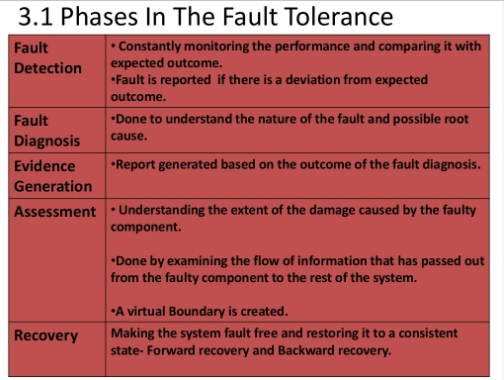 3.1 Phases In The Fault Tolerance
Fault
Detection
• Constantly monitoring the performance and comparing it with
expected outcome.
•Fault is reported  if there is a deviation from expected
outcome.
Fault
Diagnosis
•Done to understand the nature of the fault and possible root
cause.
Evidence
Generation
•Report generated based on the outcome of the fault diagnosis.
Assessment
• Understanding the extent of the damage caused by the faulty
component.
•Done by examining the flow of information that has passed out
from the faulty component to the rest of the system.
•A virtual Boundary is created.
Recovery
Making the system fault free and restoring it to a consistent
state- Forward recovery and Backward recovery.